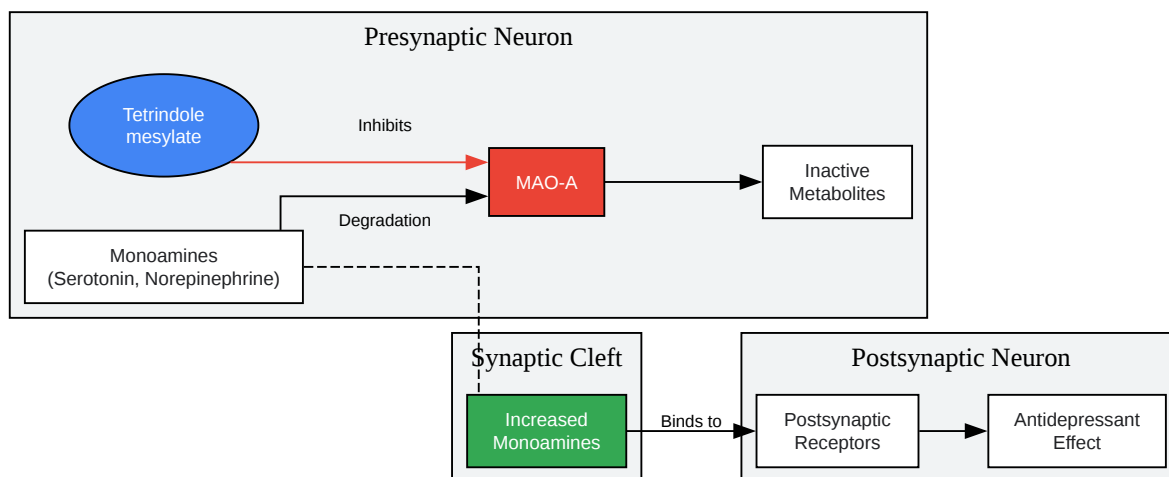 Presynaptic Neuron
Tetrindole
mesylate
Inhibits
MAO-A
Inactive
Metabolites
Degradation
Monoamines
(Serotonin, Norepinephrine)
Synaptic Cleft
Increased
Monoamines
Binds to
Postsynaptic Neuron
Postsynaptic
Receptors
Antidepressant
Effect